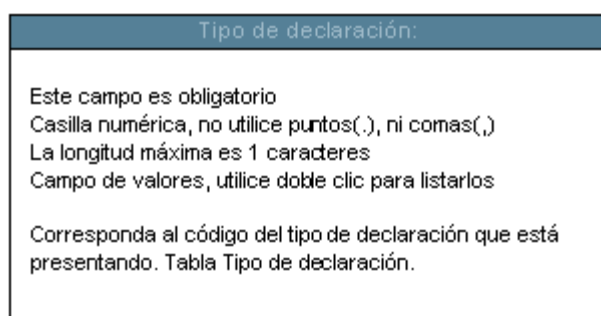 Tipo de declaración:
Este campo es obligatorio
Casilla numérica, no utilice puntos(.), ni comas(,)
La longitud máxima es 1 caracteres
Campo de valores, utilice doble clic para listarlos
Corresponda al código del tipo de declaración que está
presentando. Tabla Tipo de declaración.